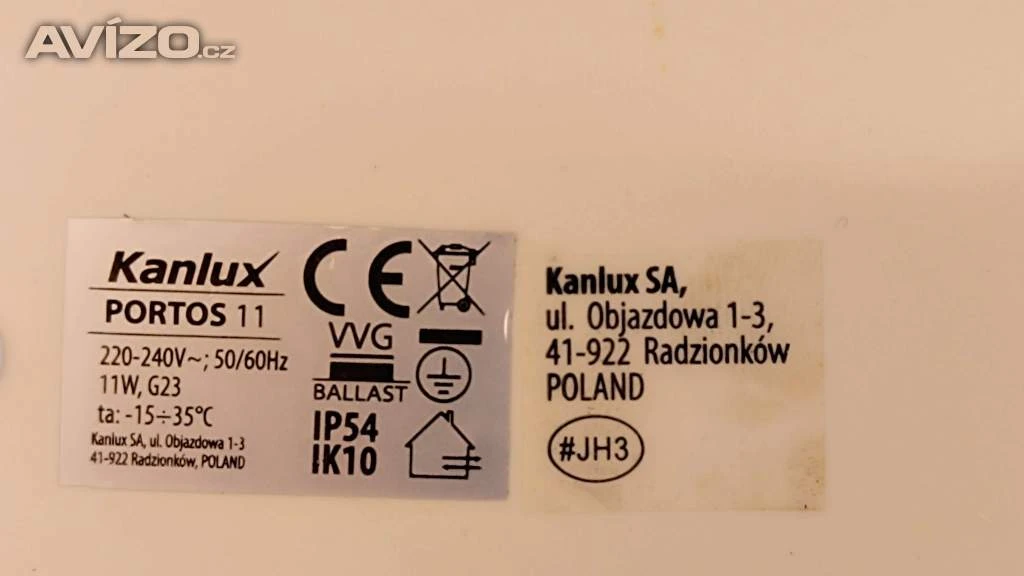 AVÍZO.cz
Kanlux
PORTOS 11
220-240V~; 50/60Hz
11W, G23
ta: -15÷35°C
Kanlux SA, ul. Objazdowa 1-3
41-922 Radzionków, POLAND
CE
VVG
BALLAST
IP54
IK10
Kanlux SA,
ul. Objazdowa 1-3,
41-922 Radzionków
POLAND
#JH3